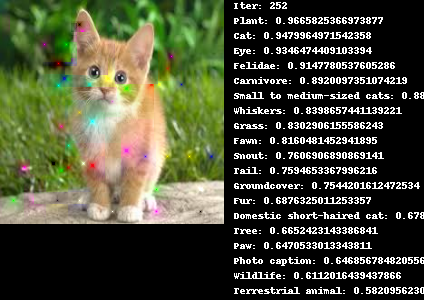 Iter: 252
Plant: 0.9665825366973877
Cat: 0.9479964971542358
Eye: 0.9346474409103394
Felidae: 0.9147780537605286
Carnivore: 0.8920097351074219
Small to medium-sized cats: 0.88
Whiskers: 0.8398657441139221
Grass: 0.8302906155586243
Fawn: 0.8160481452941895
Snout: 0.7606906890869141
Tail: 0.7594653367996216
Groundcover: 0.7544201612472534
Fur: 0.6876325011253357
Domestic short-haired cat: 0.678
Tree: 0.6652423143386841
Paw: 0.6470533013343811
Photo caption: 0.646856784820556
Wildlife: 0.6112016439437866
Terrestrial animal: 0.5820956230